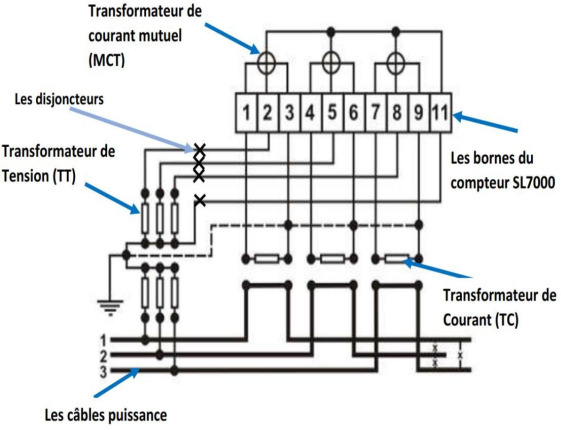 Transformateur de
courant mutuel
(MCT)
Les disjoncteurs
1 2 3 4 5 6 7 8 9 11
Transformateur de
Tension (TT)
Les bornes du
compteur SL7000
Transformateur de
Courant (TC)
1
2
3
Les câbles puissance